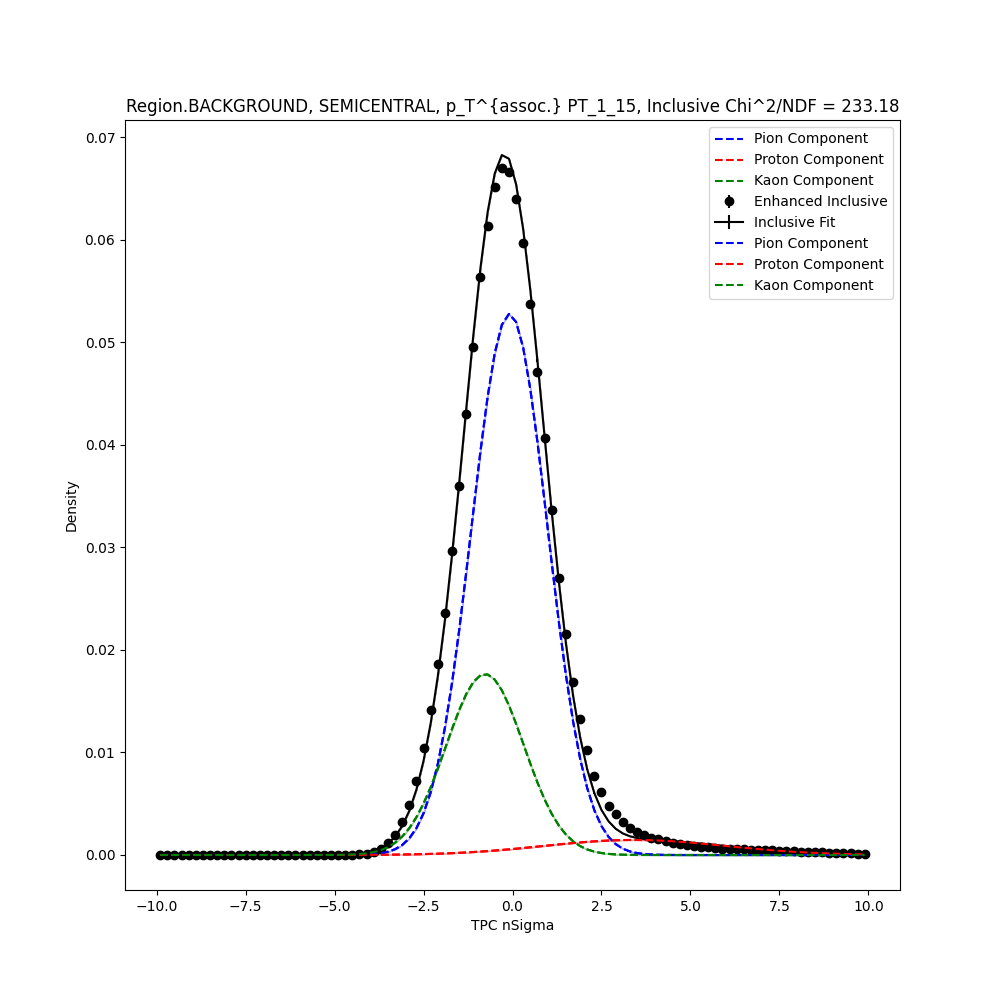 Region.BACKGROUND, SEMICENTRAL, p_T^{assoc.} PT_1_15, Inclusive Chi^2/NDF = 233.18
Pion Component
Proton Component
Kaon Component
Enhanced Inclusive
Inclusive Fit
Pion Component
Proton Component
Kaon Component
0.07
0.06
0.05
0.04
0.03
0.02
0.01
0.00
Density
−10.0 −7.5 −5.0 −2.5 0.0 2.5 5.0 7.5 10.0
TPC nSigma